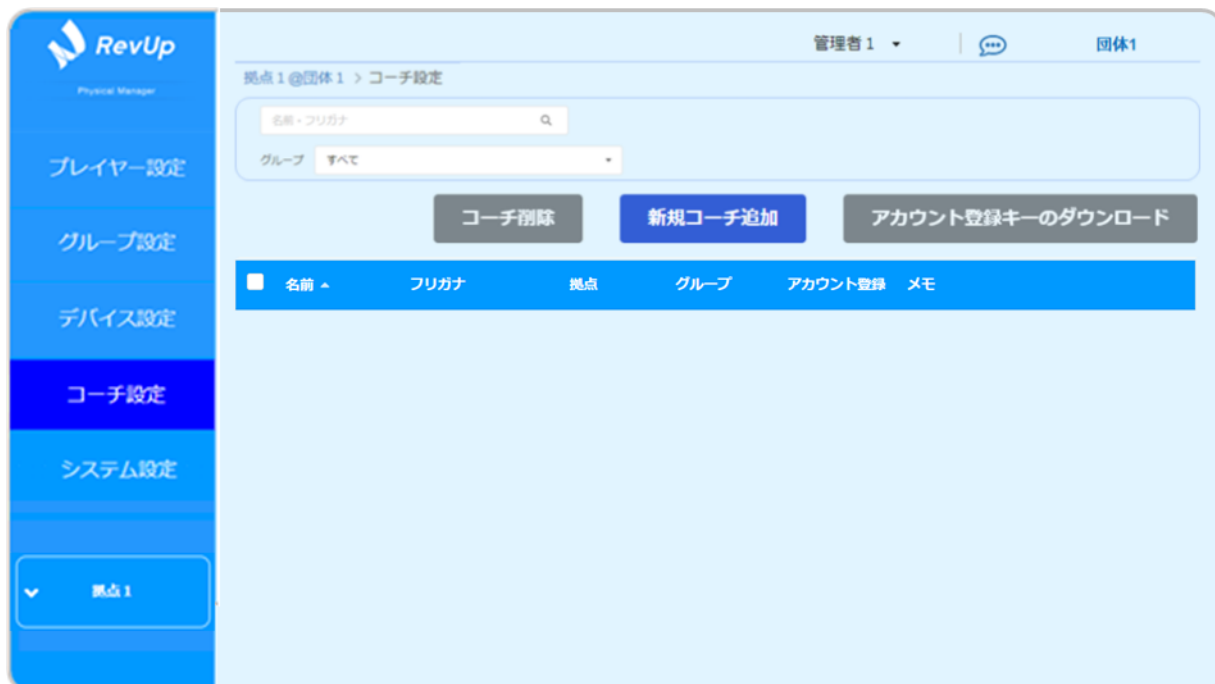 RevUp
Physical Manager
プレイヤー設定
グループ設定
デバイス設定
コーチ設定
システム設定
拠点1
管理者1
団体1
拠点1@団体1 > コーチ設定
名前・フリガナ
グループ すべて
コーチ削除 新規コーチ追加 アカウント登録キーのダウンロード
名前 フリガナ 拠点 グループ アカウント登録 メモ